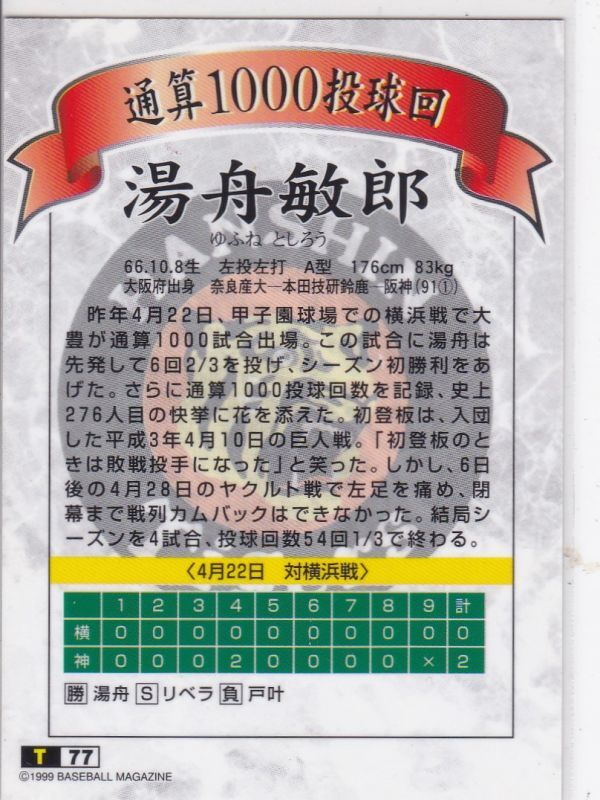 通算1000投球回
湯舟敏郎
ゆふね としろう
66.10.8生 左投左打 A型 176cm 83kg
大阪府出身 奈良産大―本田技研鈴鹿―阪神(91①)
昨年4月22日、甲子園球場での横浜戦で大
豊が通算1000試合出場。この試合に湯舟は
先発して6回2/3を投げ、シーズン初勝利をあ
げた。さらに通算1000投球回数を記録、史上
276人目の快挙に花を添えた。初登板は、入団
した平成3年4月10日の巨人戦。「初登板のと
きは敗戦投手になった」と笑った。しかし、6日
後の4月28日のヤクルト戦で左足を痛め、閉
幕まで戦列カムバックはできなかった。結局シ
ーズンを4試合、投球回数54回1/3で終わる。
〈4月22日 対横浜戦〉
1 2 3 4 5 6 7 8 9 計
横 0 0 0 0 0 0 0 0 0 0
神 0 0 0 2 0 0 0 0 × 2
勝 湯舟 S リベラ 負 戸叶
T 77
©1999 BASEBALL MAGAZINE